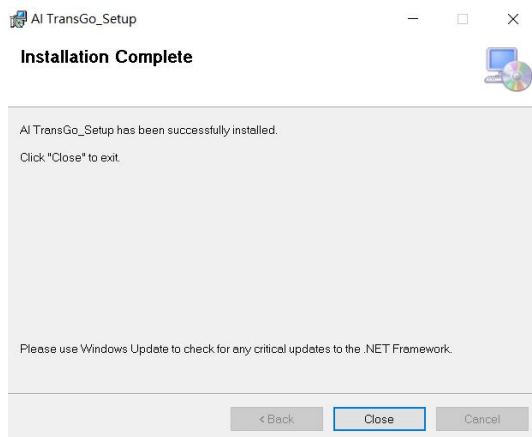 AI TransGo_Setup
Installation Complete
AI TransGo_Setup has been successfully installed.
Click "Close" to exit.
Please use Windows Update to check for any critical updates to the .NET Framework.
< Back
Close
Cancel